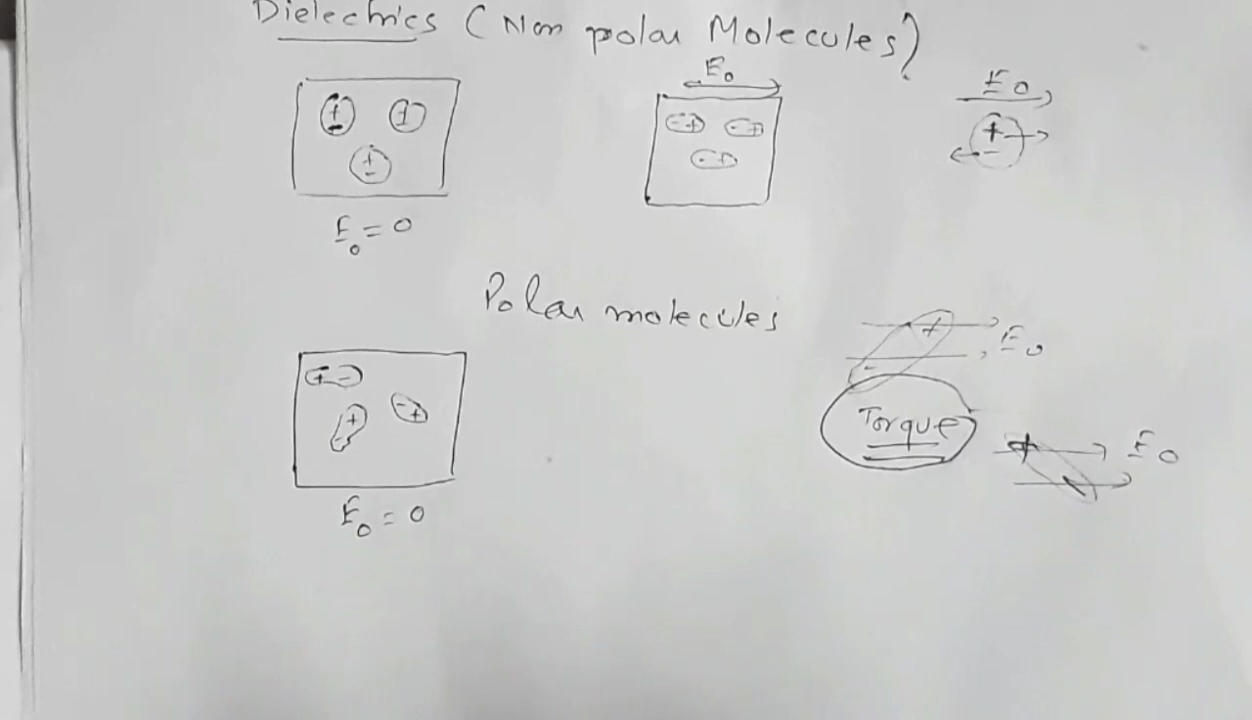 Dielectrics (Non polar Molecules)
E₀
E₀
± ± ±
- + - + - +
+
-
E₀ = 0
Polar molecules
+
-
E₀
+ -
+
-
- +
Torque
+
-
E₀
E₀ = 0